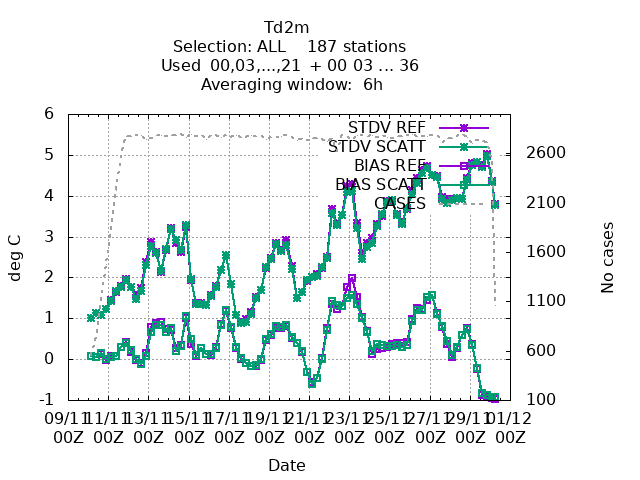 Td2m
Selection: ALL    187 stations
Used  00,03,...,21  + 00 03 ... 36
Averaging window:  6h
STDV REF
STDV SCATT
BIAS REF
BIAS SCATT
CASES
6
5
4
3
2
1
0
-1
deg C
2600
2100
1600
1100
600
100
No cases
09/11 11/11 13/11 15/11 17/11 19/11 21/11 23/11 25/11 27/11 29/11 01/12
00Z 00Z 00Z 00Z 00Z 00Z 00Z 00Z 00Z 00Z 00Z 00Z
Date